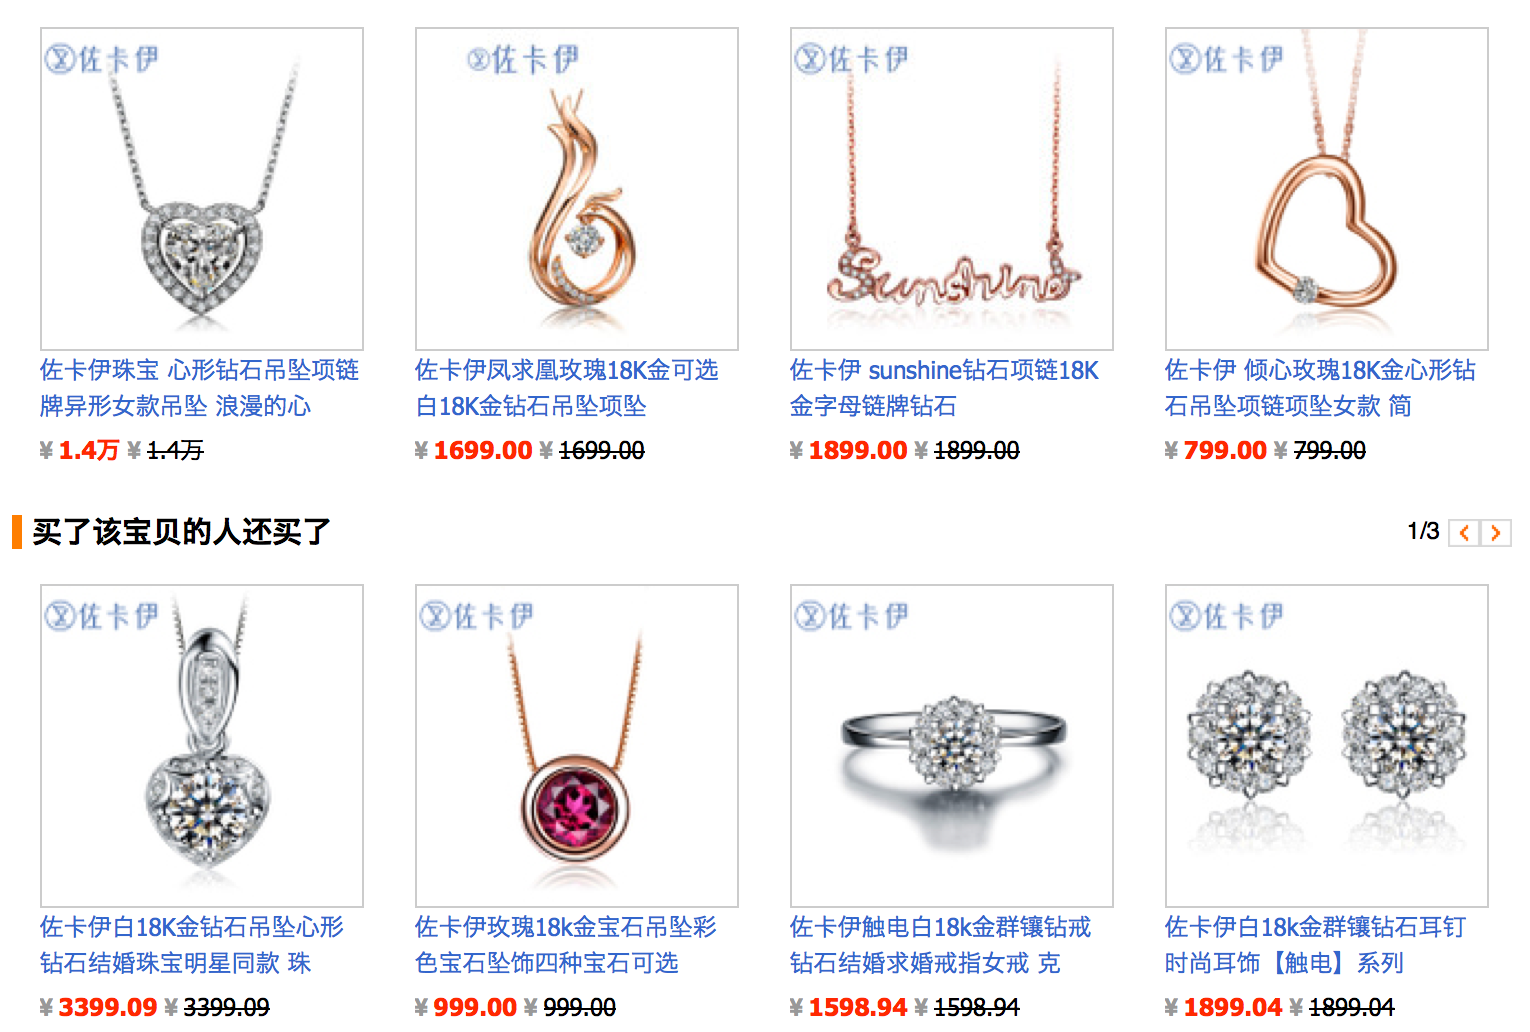 佐卡伊
佐卡伊
佐卡伊
佐卡伊
Sunshine
佐卡伊珠宝 心形钻石吊坠项链
牌异形女款吊坠 浪漫的心
¥ 1.4万 ¥ 1.4万
佐卡伊凤求凰玫瑰18K金可选
白18K金钻石吊坠项坠
¥ 1699.00 ¥ 1699.00
佐卡伊 sunshine钻石项链18K
金字母链牌钻石
¥ 1899.00 ¥ 1899.00
佐卡伊 倾心玫瑰18K金心形钻
石吊坠项链项坠女款 简
¥ 799.00 ¥ 799.00
买了该宝贝的人还买了
1/3
佐卡伊
佐卡伊
佐卡伊
佐卡伊
佐卡伊白18K金钻石吊坠心形
钻石结婚珠宝明星同款 珠
¥ 3399.09 ¥ 3399.09
佐卡伊玫瑰18k金宝石吊坠彩
色宝石坠饰四种宝石可选
¥ 999.00 ¥ 999.00
佐卡伊触电白18k金群镶钻戒
钻石结婚求婚戒指女戒 克
¥ 1598.94 ¥ 1598.94
佐卡伊白18k金群镶钻石耳钉
时尚耳饰【触电】系列
¥ 1899.04 ¥ 1899.04